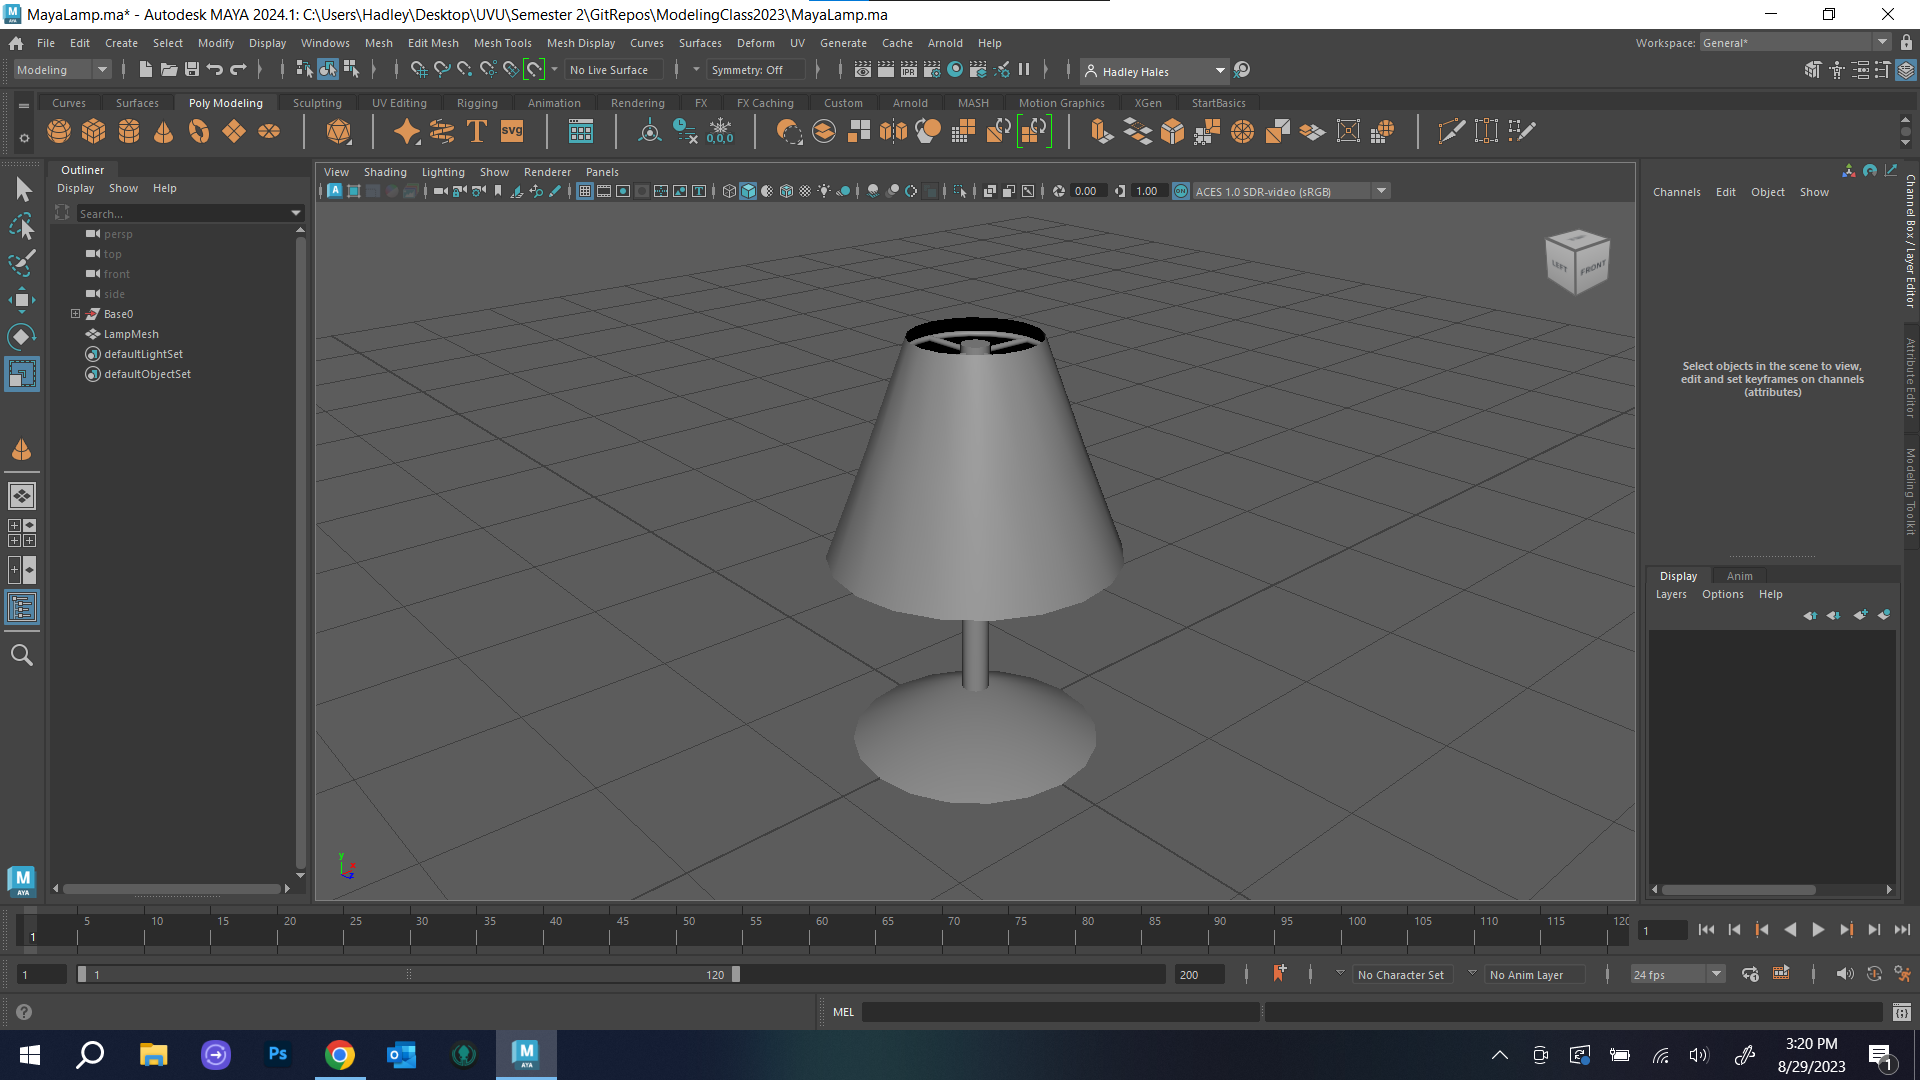 MayaLamp.ma* - Autodesk MAYA 2024.1: C:\Users\Hadley\Desktop\UVU\Semester 2\GitRepos\ModelingClass2023\MayaLamp.ma
File Edit Create Select Modify Display Windows Mesh Edit Mesh Mesh Tools Mesh Display Curves Surfaces Deform UV Generate Cache Arnold Help
Workspace: General*
Modeling
No Live Surface
Symmetry: Off
IPR
Hadley Hales
Curves Surfaces Poly Modeling Sculpting UV Editing Rigging Animation Rendering FX FX Caching Custom Arnold MASH Motion Graphics XGen StartBasics
T
SVG
0,0,0
Outliner
Display Show Help
Search...
persp
top
front
side
Base0
LampMesh
defaultLightSet
defaultObjectSet
View Shading Lighting Show Renderer Panels
0.00
1.00
ON
ACES 1.0 SDR-video (sRGB)
LEFT
FRONT
y
x
z
Channels Edit Object Show
Select objects in the scene to view,
edit and set keyframes on channels
(attributes)
Channel Box / Layer Editor
Attribute Editor
Modeling Toolkit
Display Anim
Layers Options Help
M
AYA
5 10 15 20 25 30 35 40 45 50 55 60 65 70 75 80 85 90 95 100 105 110 115 120
1
1
1
1
120
200
No Character Set
No Anim Layer
24 fps
MEL
Ps
M
AYA
3:20 PM
8/29/2023
1